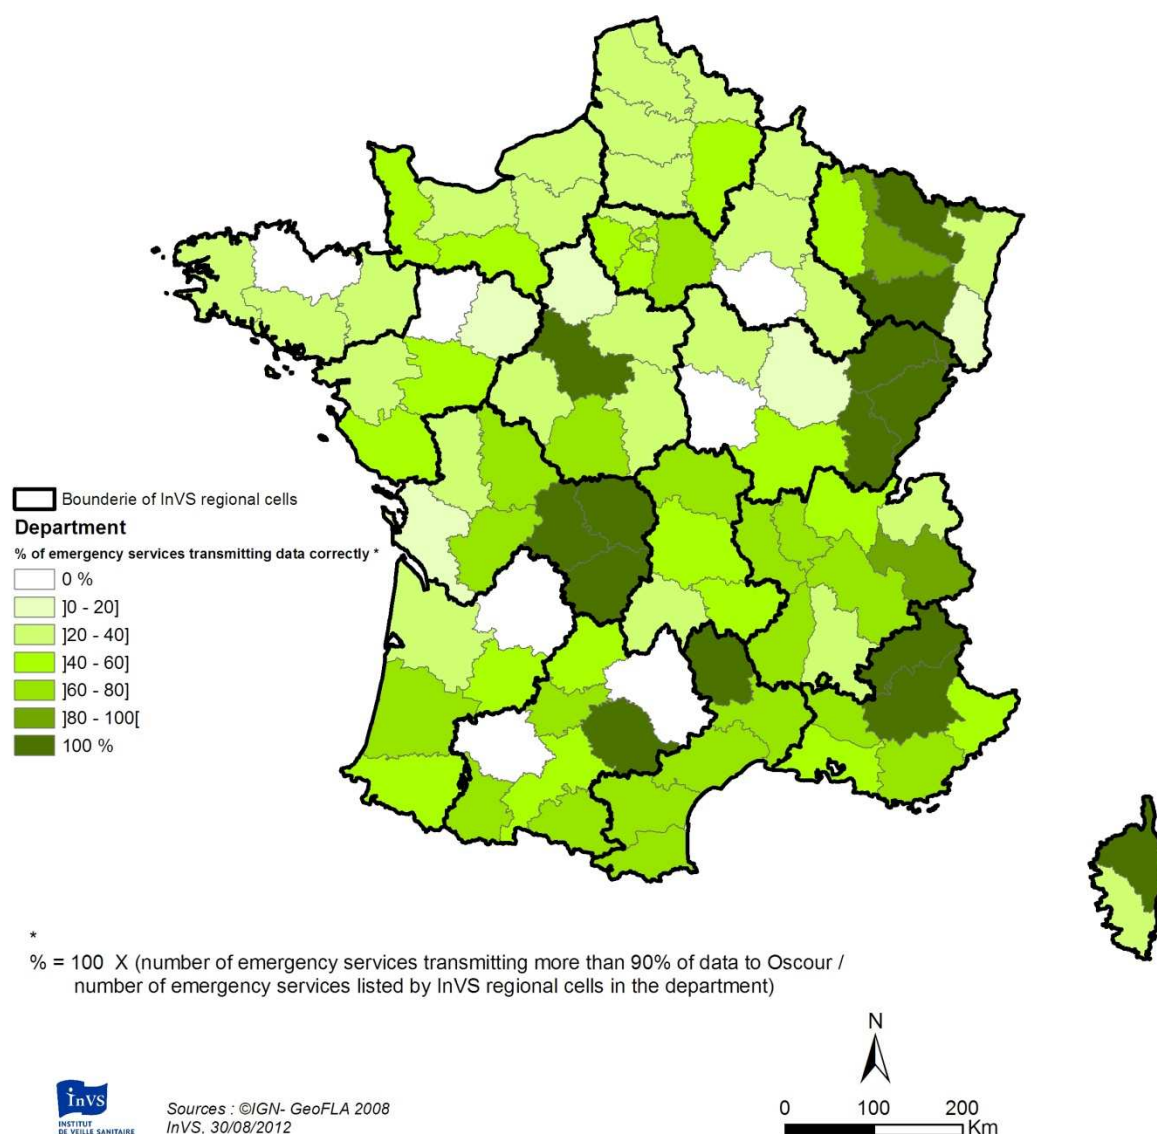 Bounderie of InVS regional cells
Department
% of emergency services transmitting data correctly *
0 %
]0 - 20]
]20 - 40]
]40 - 60]
]60 - 80]
]80 - 100[
100 %
*
% = 100 X (number of emergency services transmitting more than 90% of data to Oscour /
number of emergency services listed by InVS regional cells in the department)
N
InVS
INSTITUT
DE VEILLE SANITAIRE
Sources : ©IGN- GeoFLA 2008
InVS, 30/08/2012
0 100 200
Km